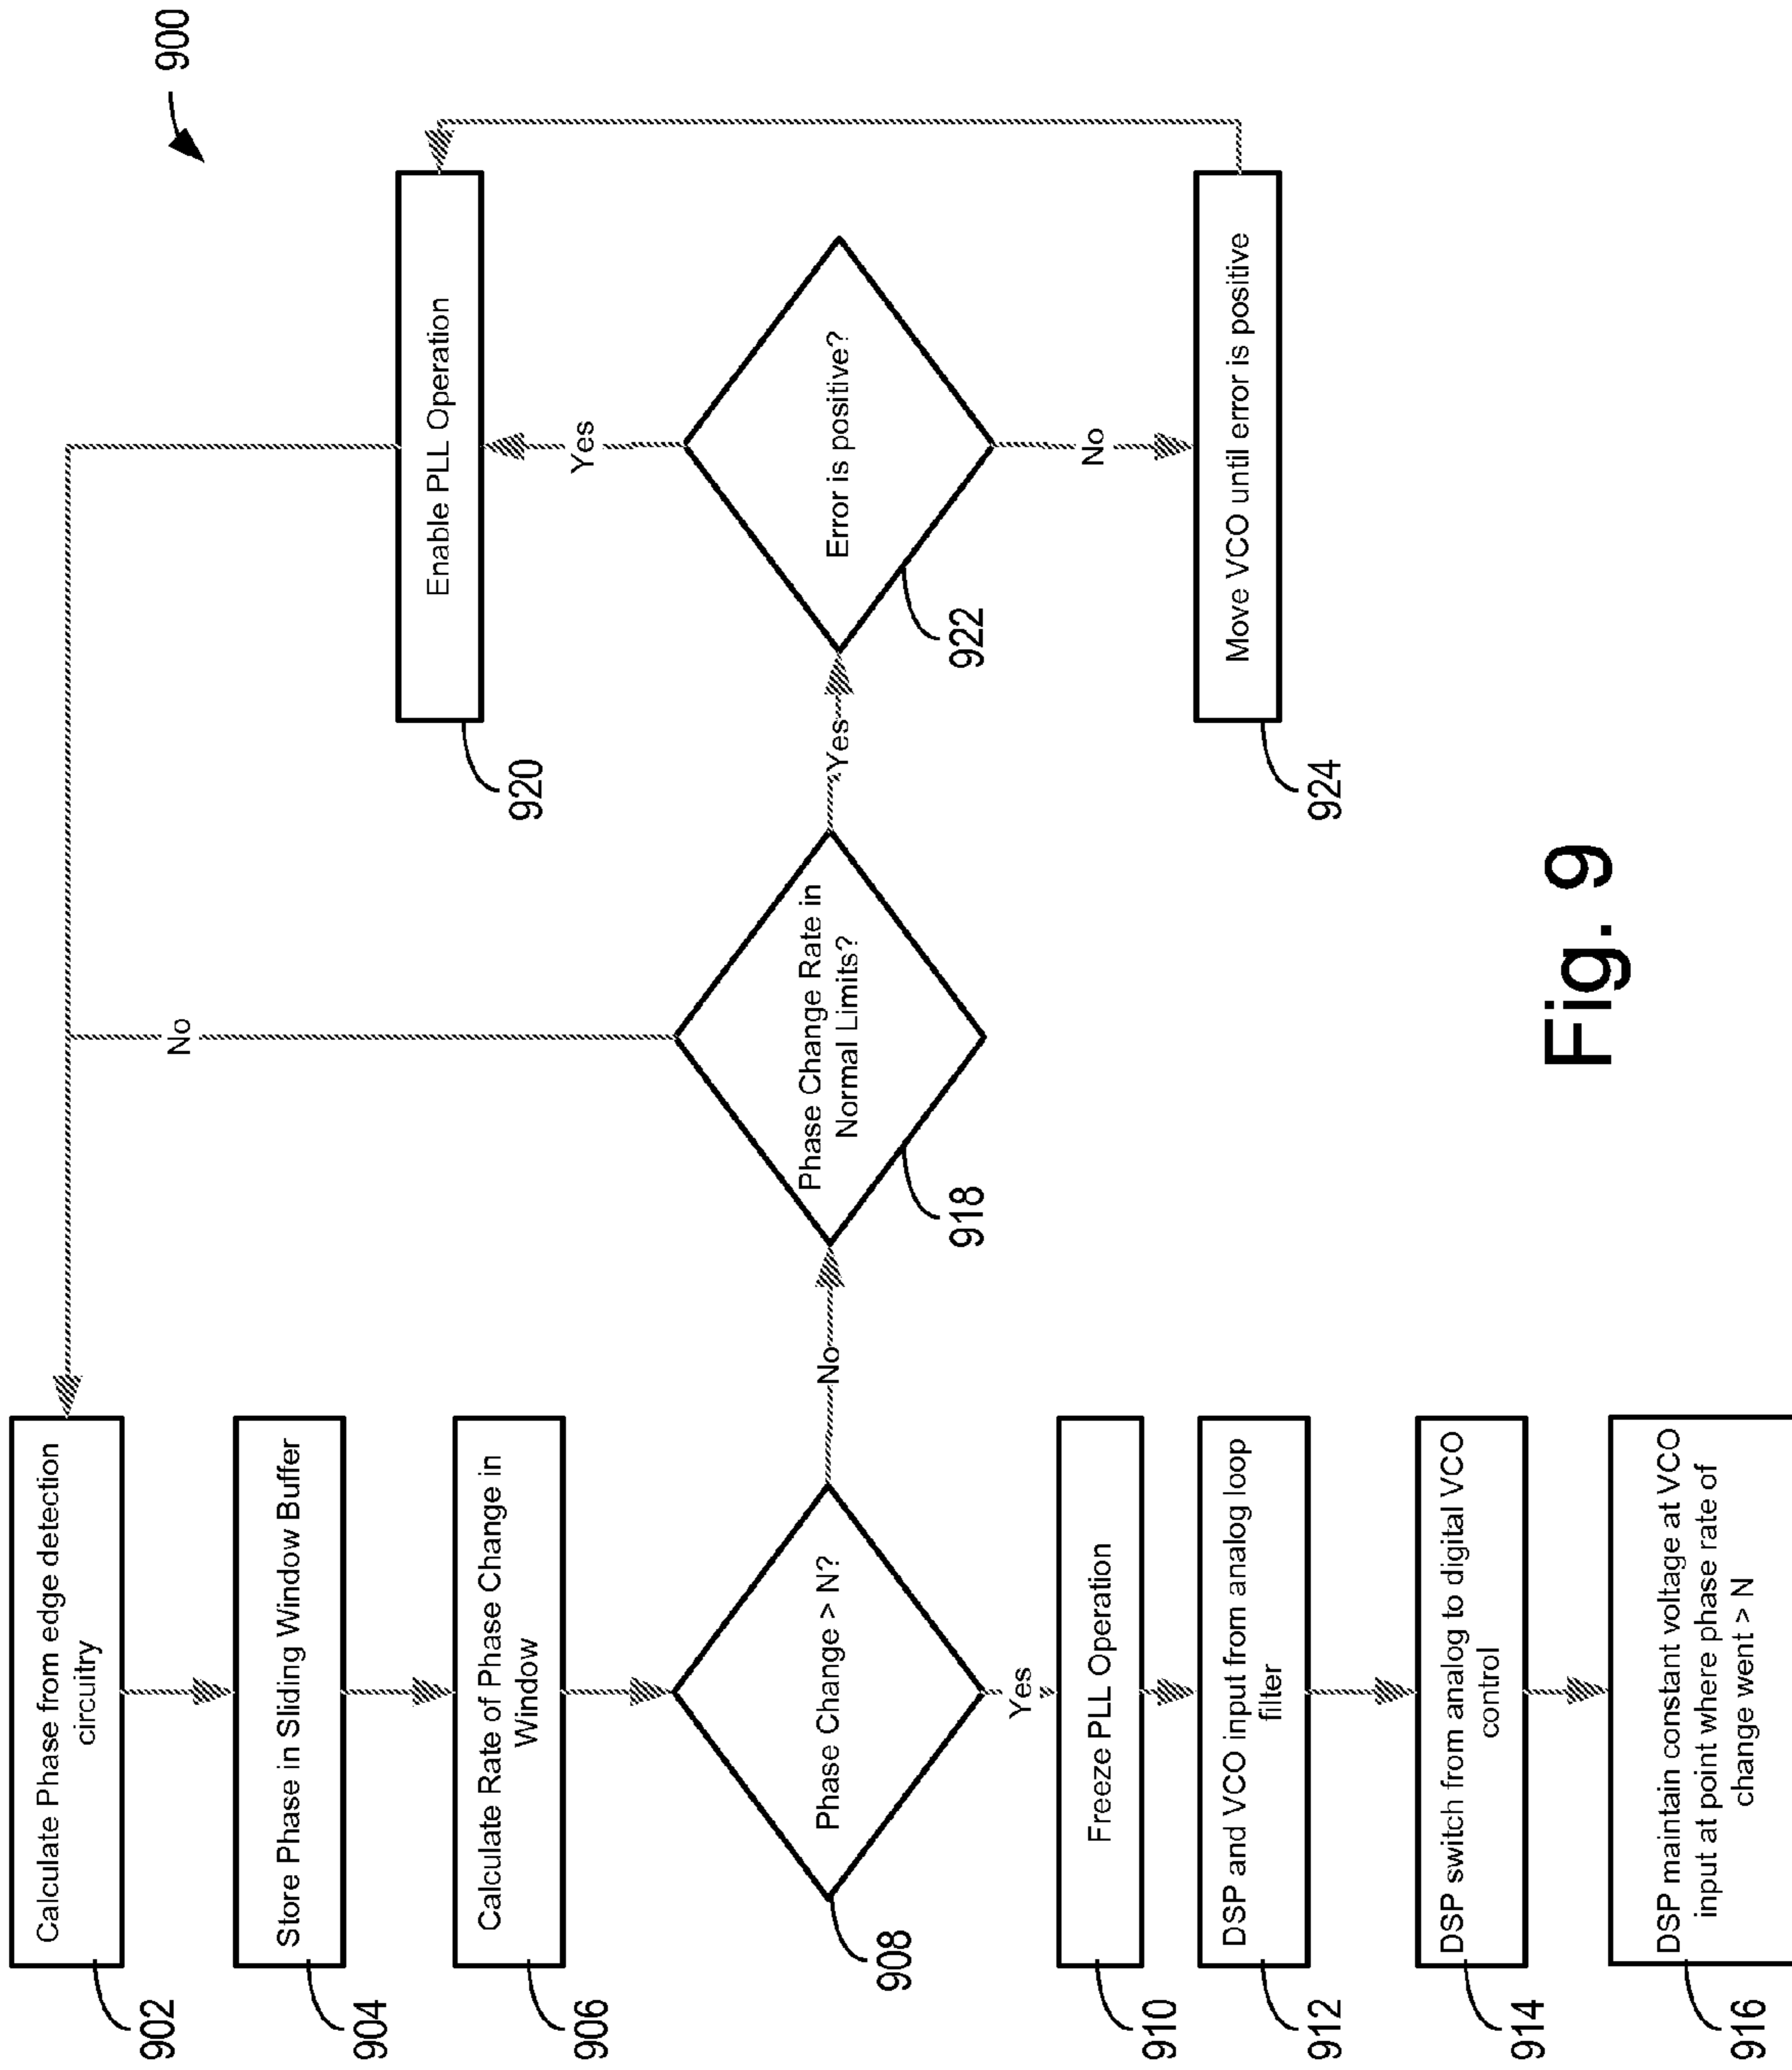 900
Calculate Phase from edge detection
circuitry
902
Store Phase in Sliding Window Buffer
904
Calculate Rate of Phase Change in
Window
906
Phase Change > N?
908
No
Yes
Freeze PLL Operation
910
DSP and VCO input from analog loop
filter
912
DSP switch from analog to digital VCO
control
914
DSP maintain constant voltage at VCO
input at point where phase rate of
change went > N
916
Phase Change Rate in
Normal Limits?
918
No
Yes
Enable PLL Operation
920
Yes
Error is positive?
922
No
Move VCO until error is positive
924
Fig. 9